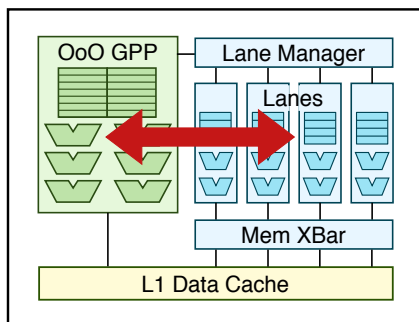 OoO GPP
Lane Manager
Lanes
Mem XBar
L1 Data Cache